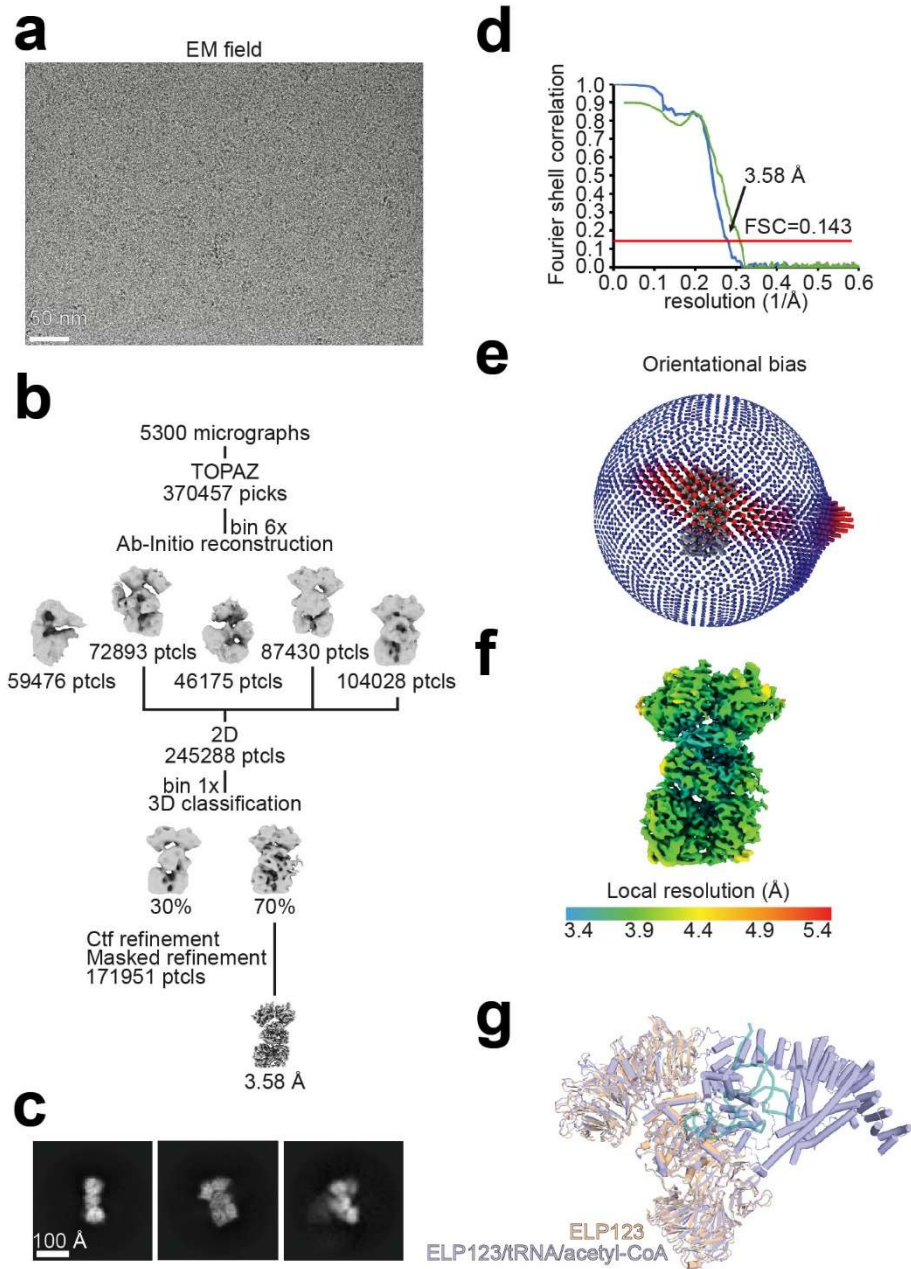 a
EM field
50 nm
b
5300 micrographs
TOPAZ
370457 picks
bin 6x
Ab-Initio reconstruction
72893 ptcls
87430 ptcls
59476 ptcls
46175 ptcls
104028 ptcls
2D
245288 ptcls
bin 1x
3D classification
30%
70%
Ctf refinement
Masked refinement
171951 ptcls
3.58 Å
c
100 Å
d
Fourier shell correlation
1.0
0.9
0.8
0.7
0.6
0.5
0.4
0.3
0.2
0.1
0.0
3.58 Å
FSC=0.143
0.0 0.1 0.2 0.3 0.4 0.5 0.6
resolution (1/Å)
e
Orientational bias
f
Local resolution (Å)
3.4 3.9 4.4 4.9 5.4
g
ELP123
ELP123/tRNA/acetyl-CoA